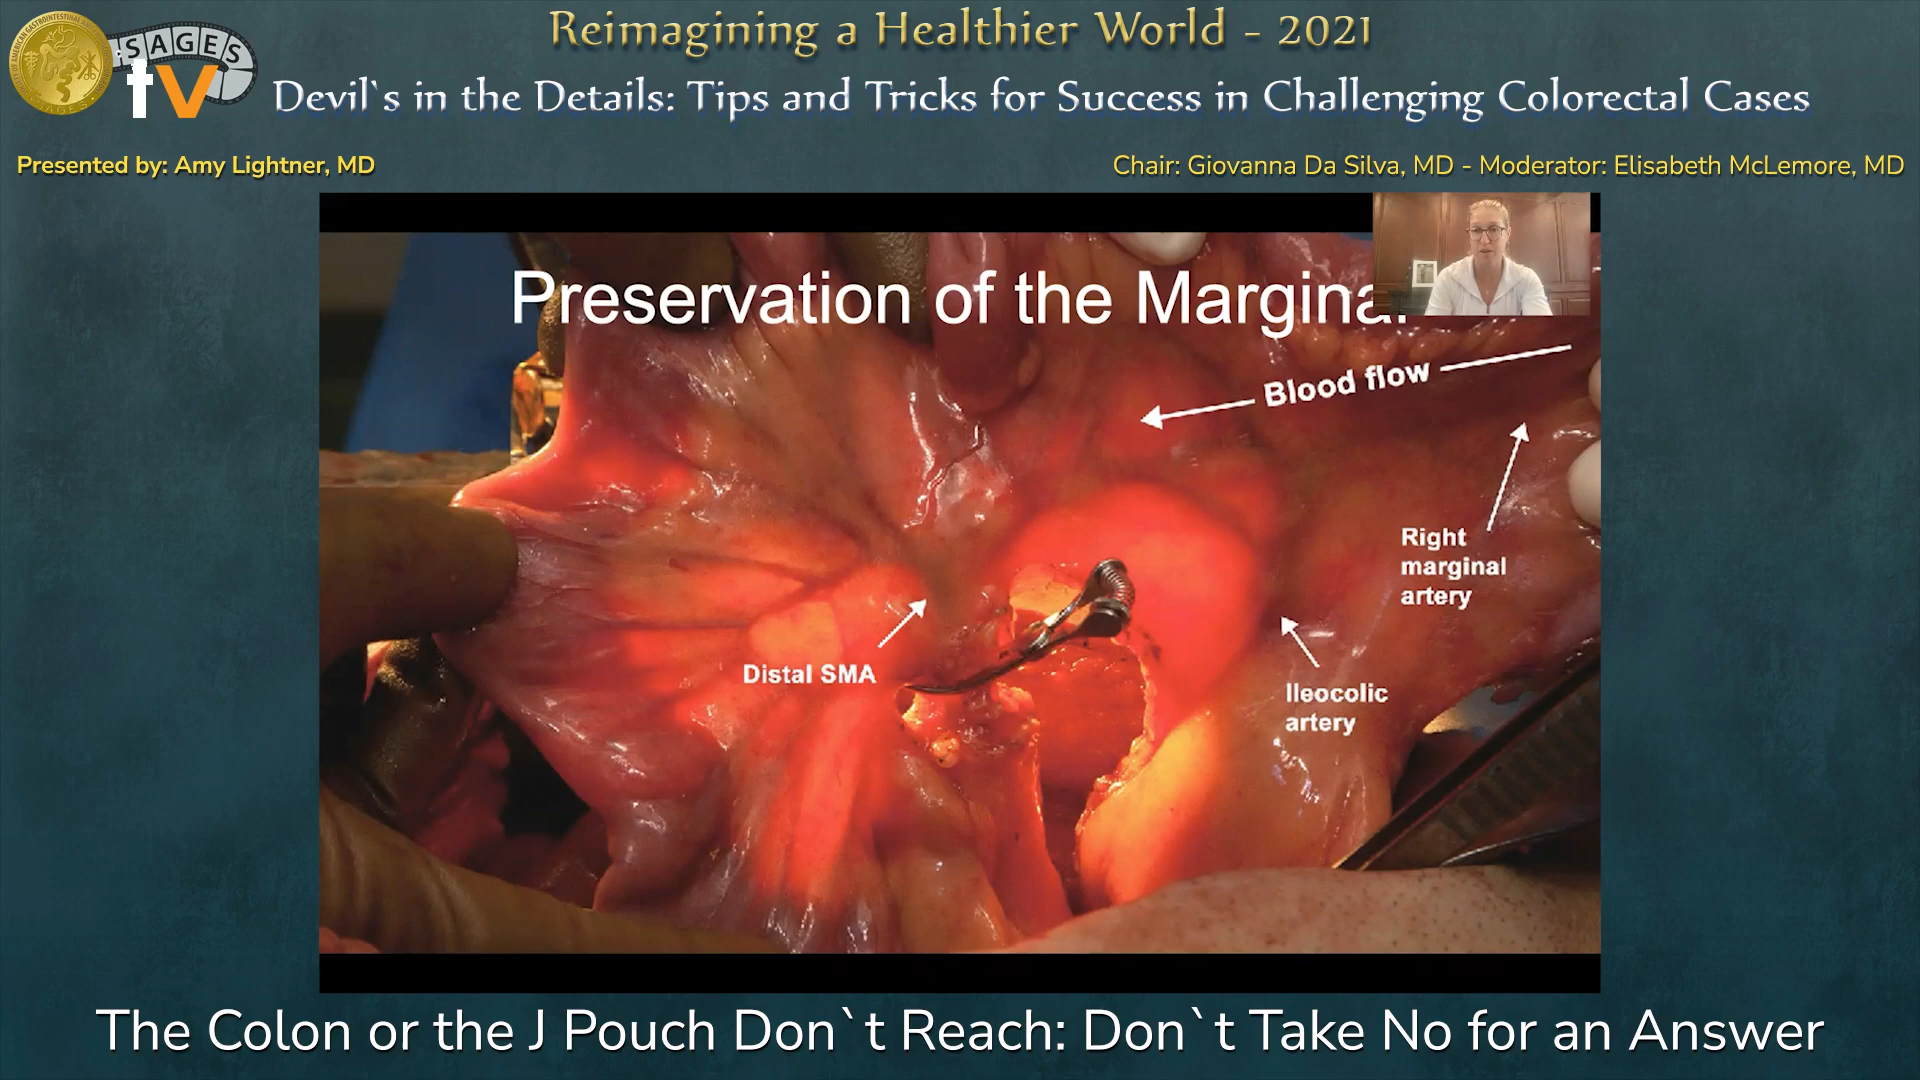 SAGES
tv
Reimagining a Healthier World - 2021
Devil`s in the Details: Tips and Tricks for Success in Challenging Colorectal Cases
Presented by: Amy Lightner, MD
Chair: Giovanna Da Silva, MD - Moderator: Elisabeth McLemore, MD
Preservation of the
Blood flow
Right
marginal
artery
Distal SMA
Ileocolic
artery
The Colon or the J Pouch Don`t Reach: Don`t Take No for an Answer